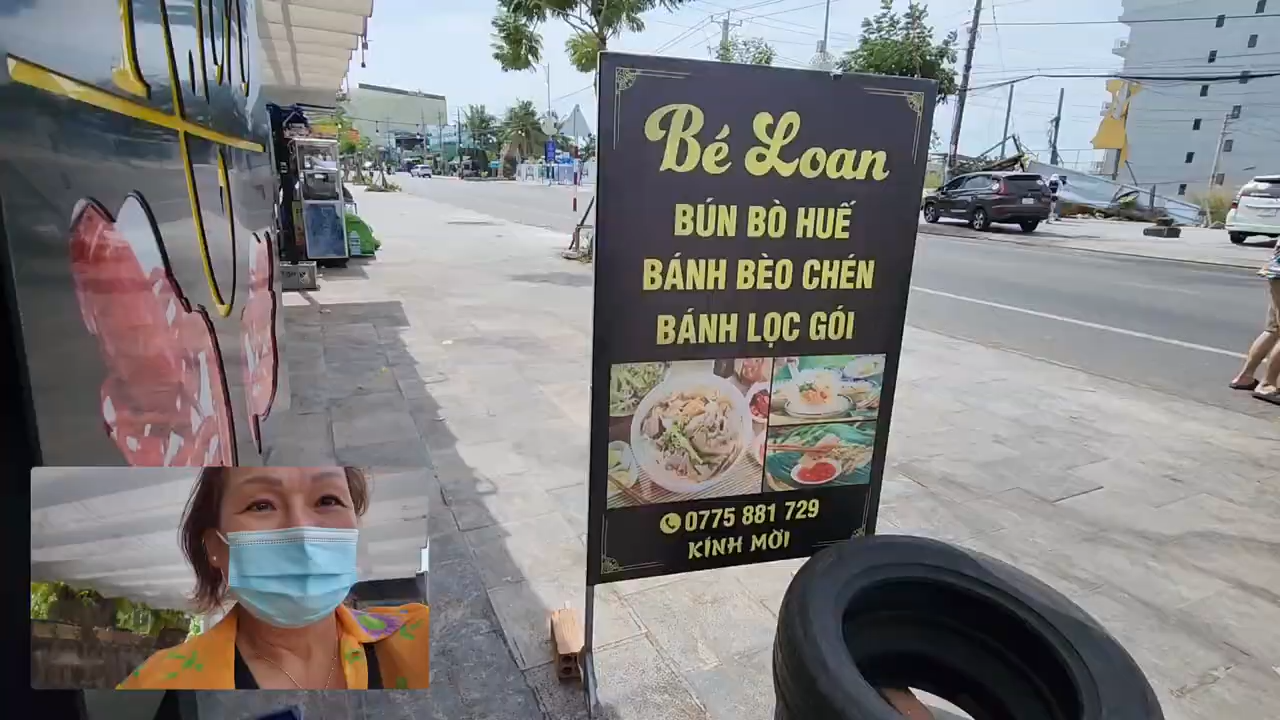 Bé Loan
BÚN BÒ HUẾ
BÁNH BÈO CHÉN
BÁNH LỌC GÓI
0775 881 729
KÍNH MỜI